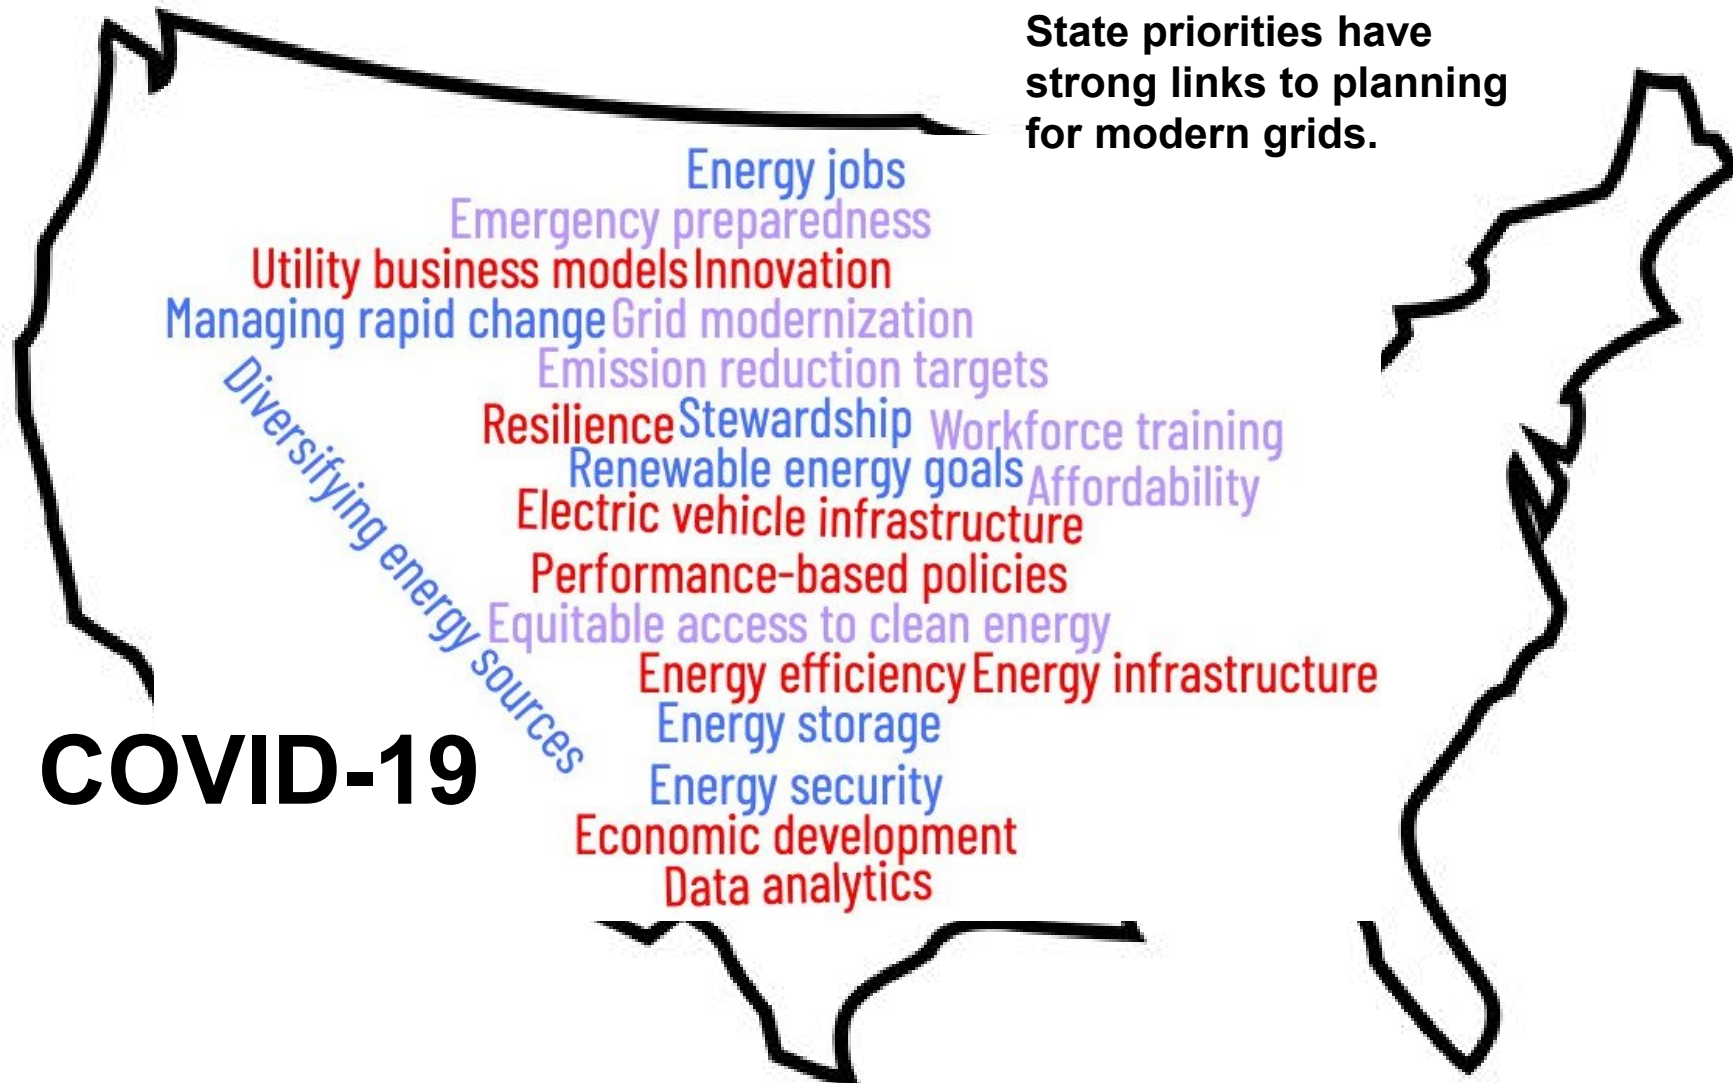 State priorities have
strong links to planning
for modern grids.
Energy jobs
Emergency preparedness
Utility business models Innovation
Managing rapid change Grid modernization
Emission reduction targets
Diversifying energy sources
Resilience Stewardship Workforce training
Renewable energy goals Affordability
Electric vehicle infrastructure
Performance-based policies
Equitable access to clean energy
Energy efficiency Energy infrastructure
Energy storage
COVID-19
Energy security
Economic development
Data analytics